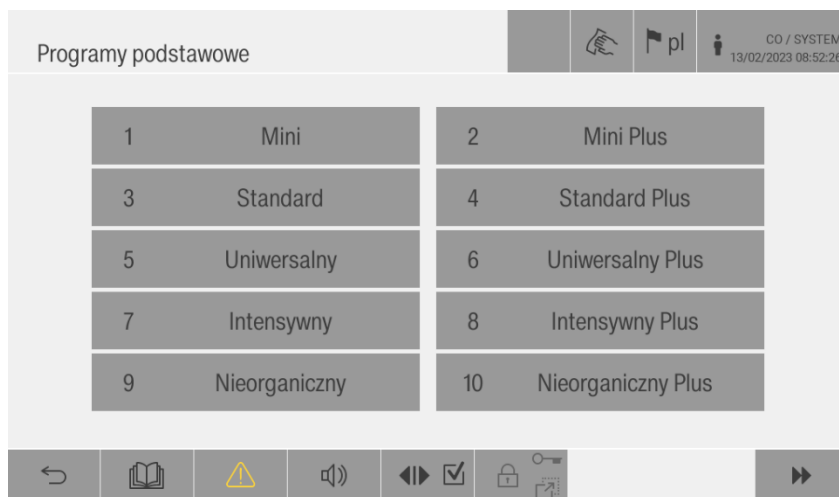 Programy podstawowe
pl
CO / SYSTEM
13/02/2023 08:52:26
1 Mini
2 Mini Plus
3 Standard
4 Standard Plus
5 Uniwersalny
6 Uniwersalny Plus
7 Intensywny
8 Intensywny Plus
9 Nieorganiczny
10 Nieorganiczny Plus